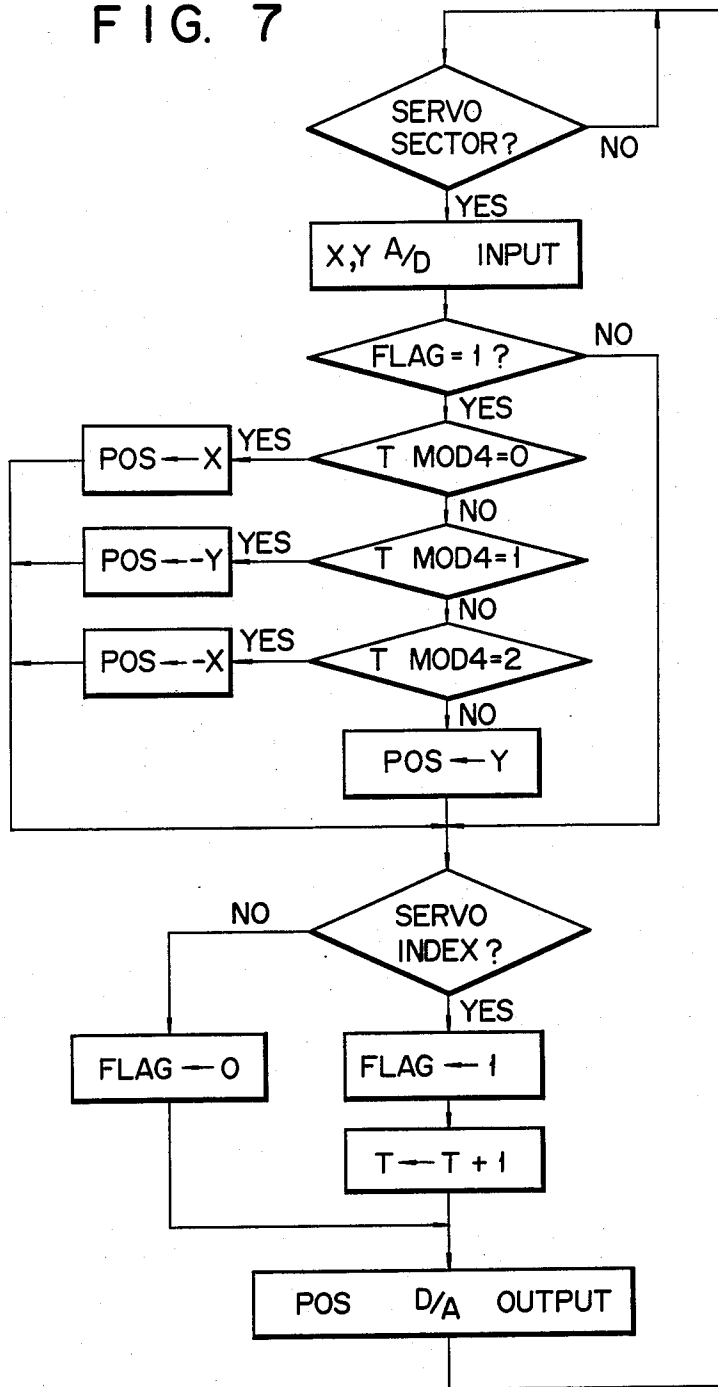 FIG. 7
SERVO
SECTOR?
NO
YES
X,Y A/D INPUT
FLAG = 1 ?
NO
YES
POS ← X
YES
T MOD4=0
NO
POS ← -Y
YES
T MOD4=1
NO
POS ← -X
YES
T MOD4=2
NO
POS ← Y
NO
SERVO
INDEX ?
YES
FLAG ← 0
FLAG ← 1
T ← T + 1
POS D/A OUTPUT